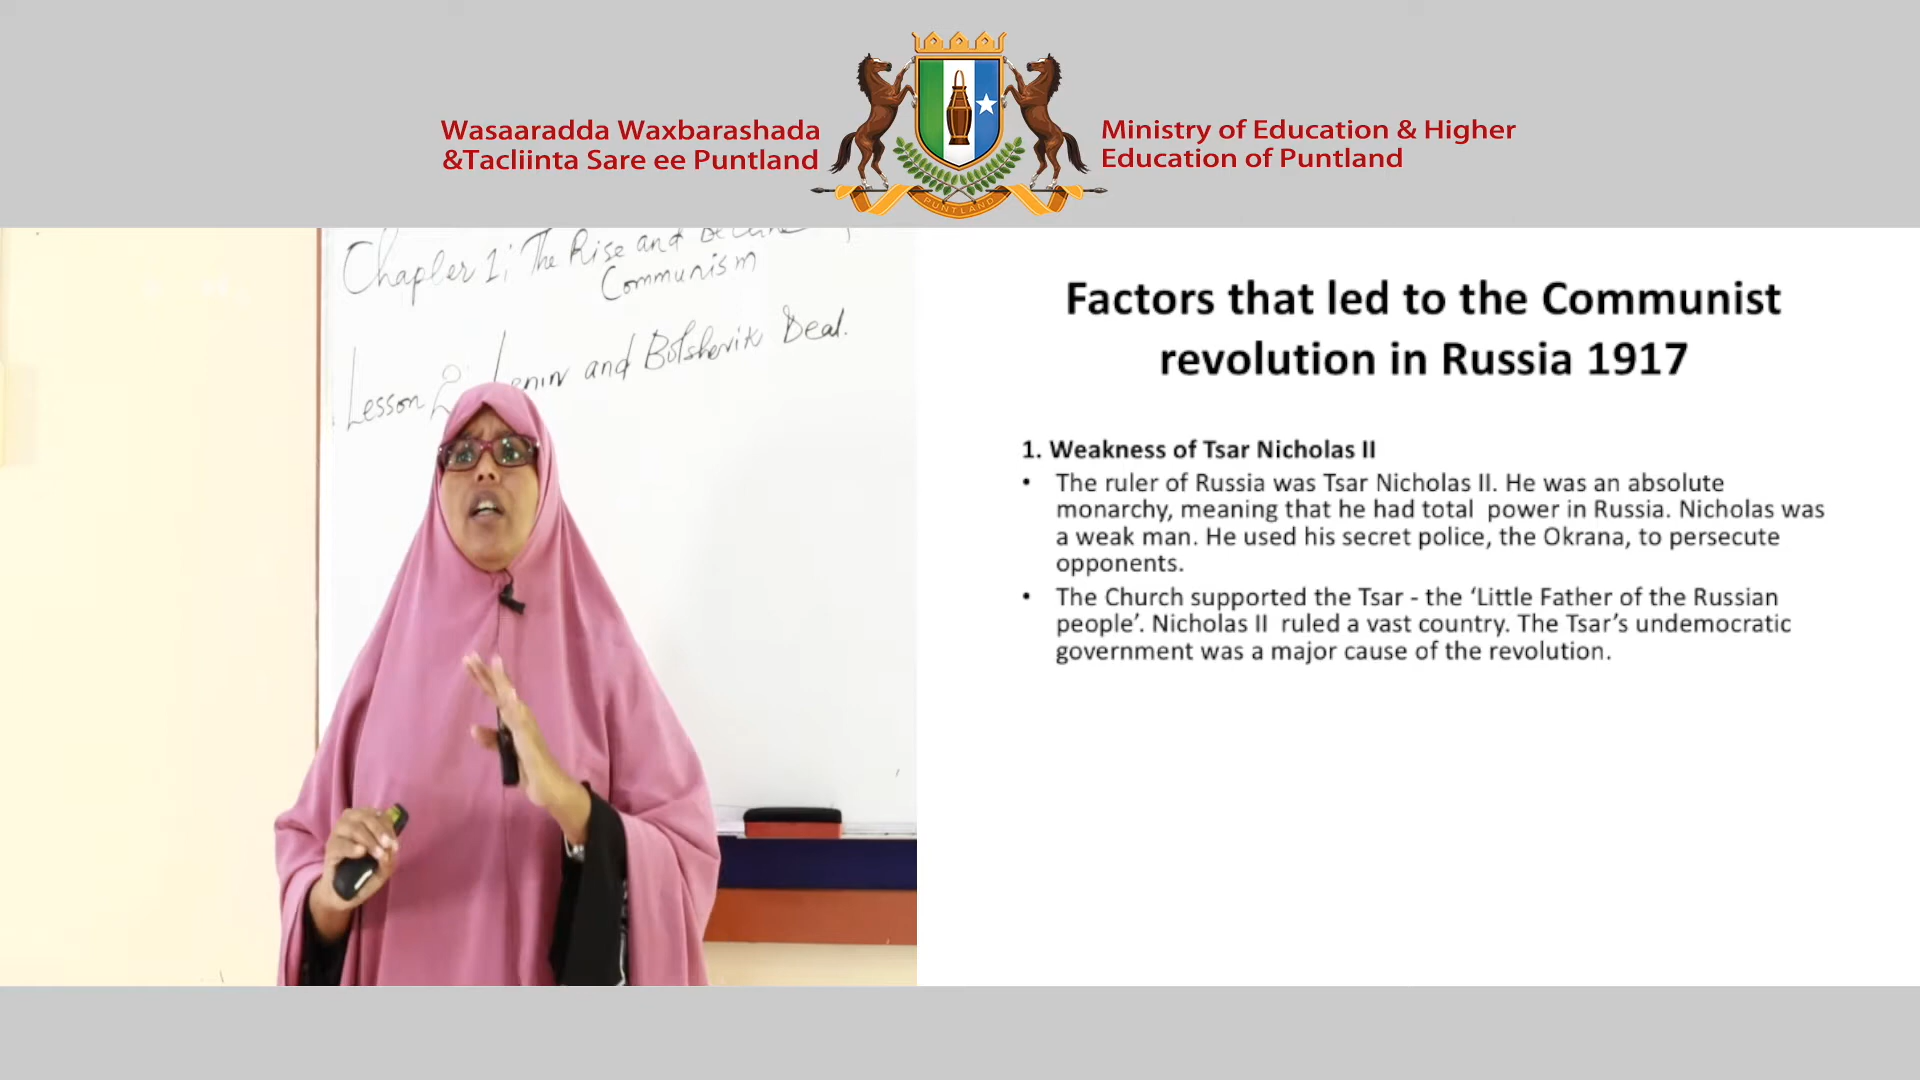 Wasaaradda Waxbarashada
&Tacliinta Sare ee Puntland
PUNTLAND
Ministry of Education & Higher
Education of Puntland
Chapter 1; The Rise and
Communism
Lesson 2: Lenin and Bolshevik Deal.
Factors that led to the Communist
revolution in Russia 1917
1. Weakness of Tsar Nicholas II
• The ruler of Russia was Tsar Nicholas II. He was an absolute
monarchy, meaning that he had total power in Russia. Nicholas was
a weak man. He used his secret police, the Okrana, to persecute
opponents.
• The Church supported the Tsar - the ‘Little Father of the Russian
people’. Nicholas II ruled a vast country. The Tsar’s undemocratic
government was a major cause of the revolution.